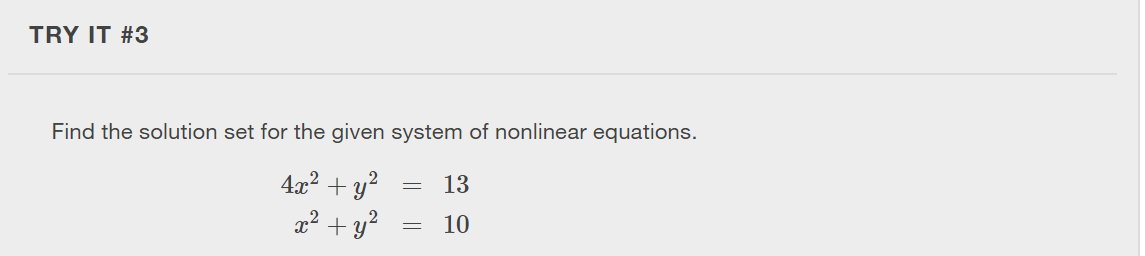 TRY IT #3
Find the solution set for the given system of nonlinear equations.
4x² + y² = 13
x² + y² = 10